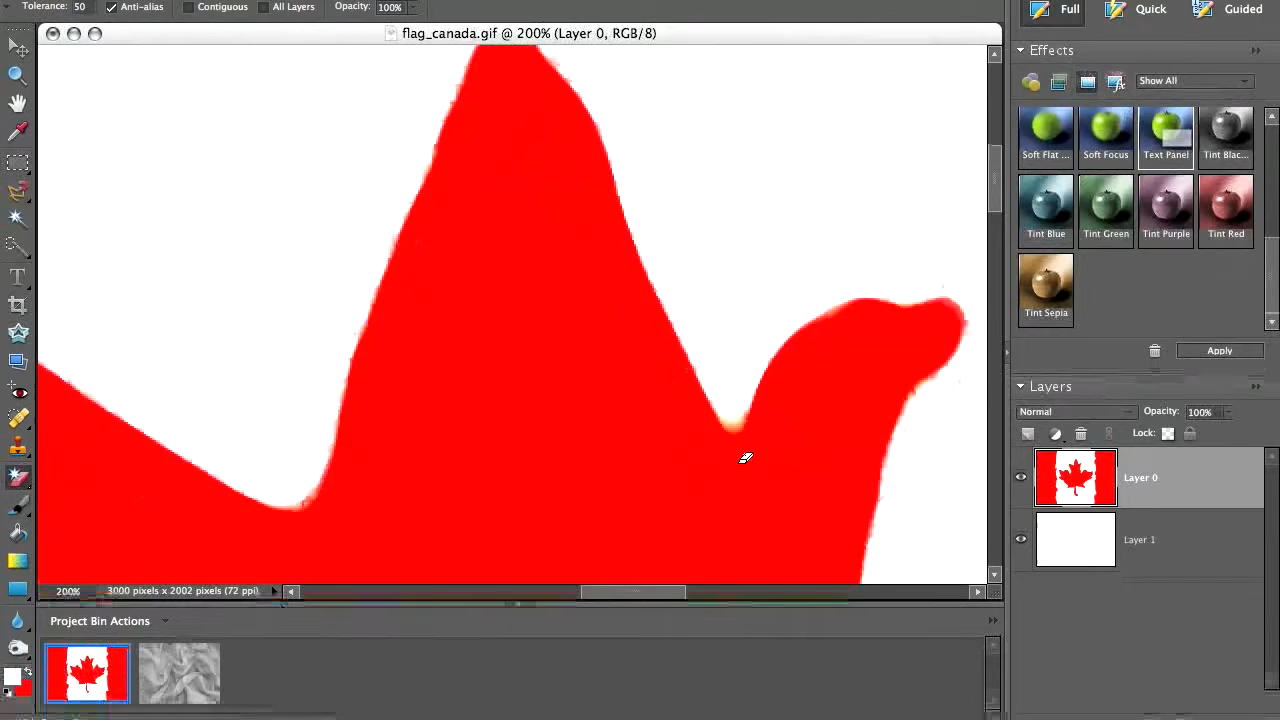 Tolerance: 50 Anti-alias Contiguous All Layers Opacity: 100%
Full Quick Guided
flag_canada.gif @ 200% (Layer 0, RGB/8)
Effects
Show All
Soft Flat ... Soft Focus Text Panel Tint Blac...
Tint Blue Tint Green Tint Purple Tint Red
Tint Sepia
Apply
Layers
Normal Opacity: 100%
Lock:
Layer 0
Layer 1
200% 3000 pixels x 2002 pixels (72 ppi)
Project Bin Actions